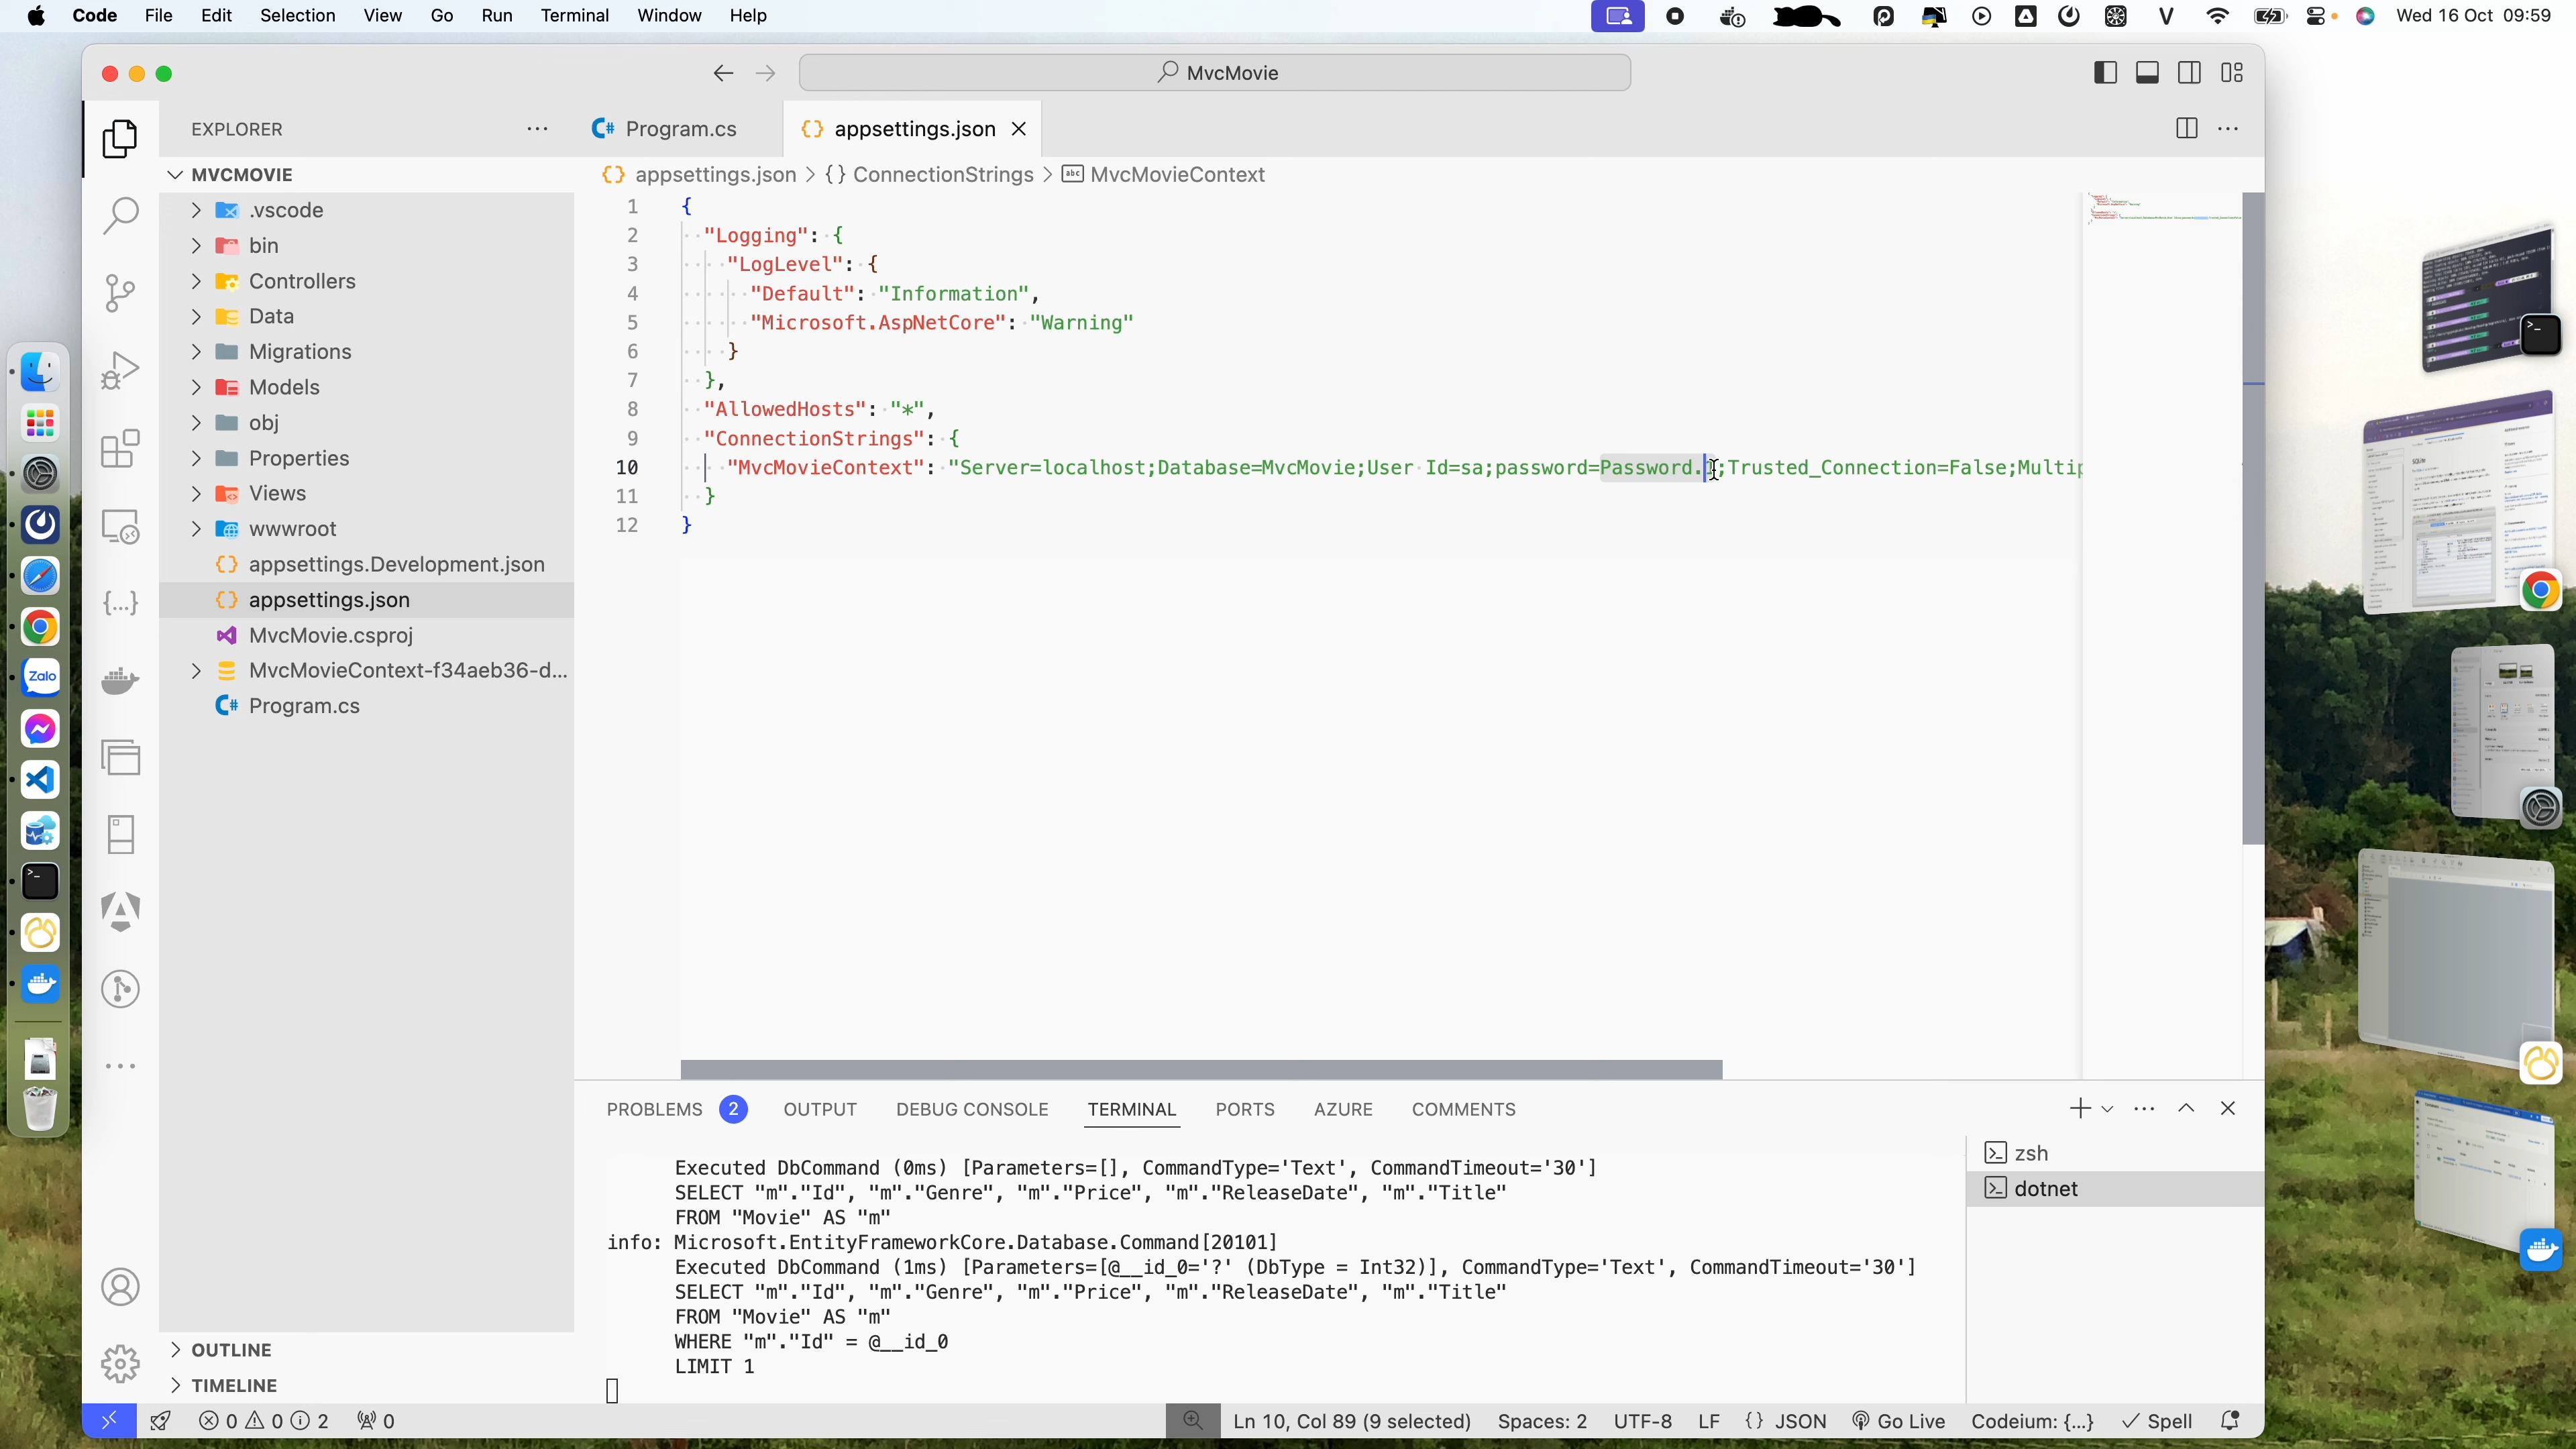 Code File Edit Selection View Go Run Terminal Window Help
V Wed 16 Oct 09:59
MvcMovie
EXPLORER
Program.cs
appsettings.json
MVCMOVIE
appsettings.json > {} ConnectionStrings > abc MvcMovieContext
.vscode
bin
Controllers
Data
Migrations
Models
obj
Properties
Views
wwwroot
appsettings.Development.json
appsettings.json
MvcMovie.csproj
MvcMovieContext-f34aeb36-d...
Program.cs
OUTLINE
TIMELINE
1 {
2 "Logging": {
3 "LogLevel": {
4 "Default": "Information",
5 "Microsoft.AspNetCore": "Warning"
6 }
7 },
8 "AllowedHosts": "*",
9 "ConnectionStrings": {
10 "MvcMovieContext": "Server=localhost;Database=MvcMovie;User Id=sa;password=Password.;Trusted_Connection=False;Multip
11 }
12 }
PROBLEMS 2 OUTPUT DEBUG CONSOLE TERMINAL PORTS AZURE COMMENTS
Executed DbCommand (0ms) [Parameters=[], CommandType='Text', CommandTimeout='30']
SELECT "m"."Id", "m"."Genre", "m"."Price", "m"."ReleaseDate", "m"."Title"
FROM "Movie" AS "m"
info: Microsoft.EntityFrameworkCore.Database.Command[20101]
Executed DbCommand (1ms) [Parameters=[@__id_0='?' (DbType = Int32)], CommandType='Text', CommandTimeout='30']
SELECT "m"."Id", "m"."Genre", "m"."Price", "m"."ReleaseDate", "m"."Title"
FROM "Movie" AS "m"
WHERE "m"."Id" = @__id_0
LIMIT 1
zsh
dotnet
0 0 2 0
Ln 10, Col 89 (9 selected) Spaces: 2 UTF-8 LF {} JSON Go Live Codeium: {...} Spell
Zalo